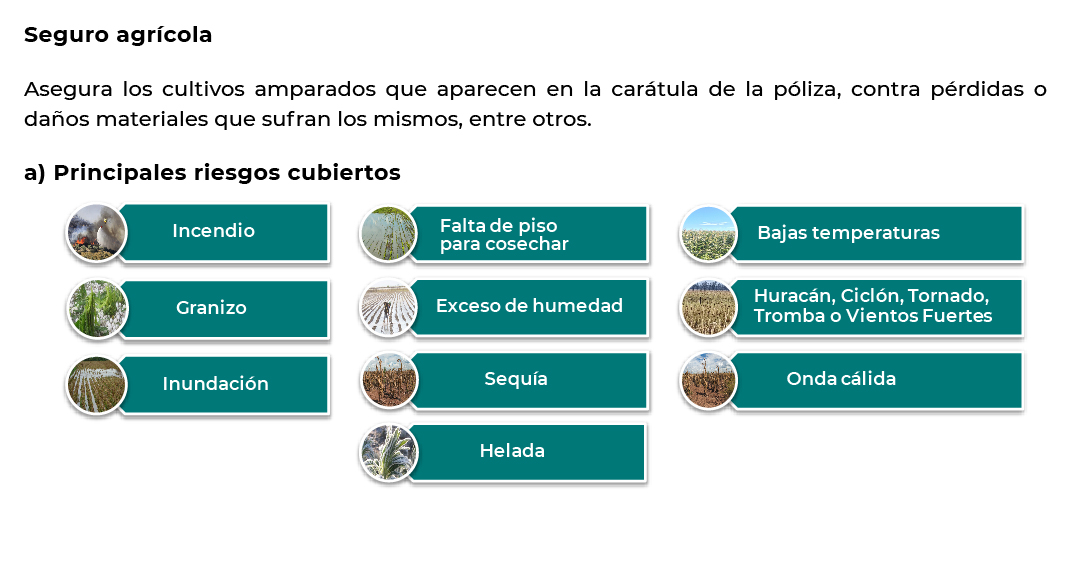 Seguro agrícola
Asegura los cultivos amparados que aparecen en la carátula de la póliza, contra pérdidas o
daños materiales que sufran los mismos, entre otros.
a) Principales riesgos cubiertos
Incendio
Granizo
Inundación
Falta de piso
para cosechar
Exceso de humedad
Sequía
Helada
Bajas temperaturas
Huracán, Ciclón, Tornado,
Tromba o Vientos Fuertes
Onda cálida